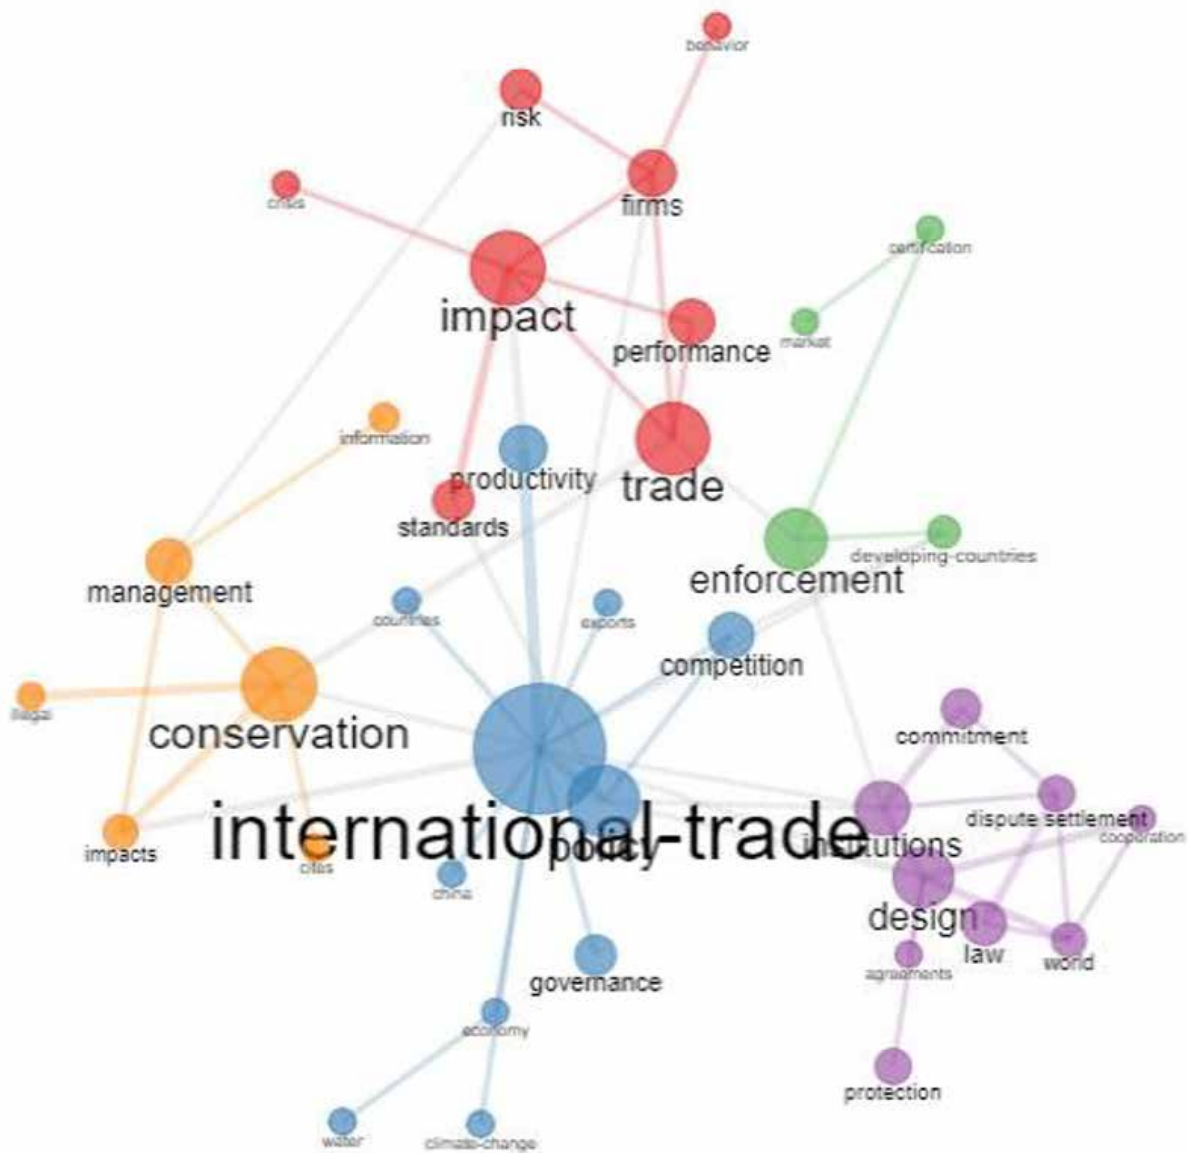 behavior
risk
crisis
firms
certification
impact
market
performance
information
productivity
trade
standards
developing-countries
enforcement
management
countries
exports
competition
illegal
conservation
commitment
dispute settlement
cooperation
international-trade
policy
institutions
impacts
cites
china
design
law
world
agreements
governance
economy
protection
water
climate-change